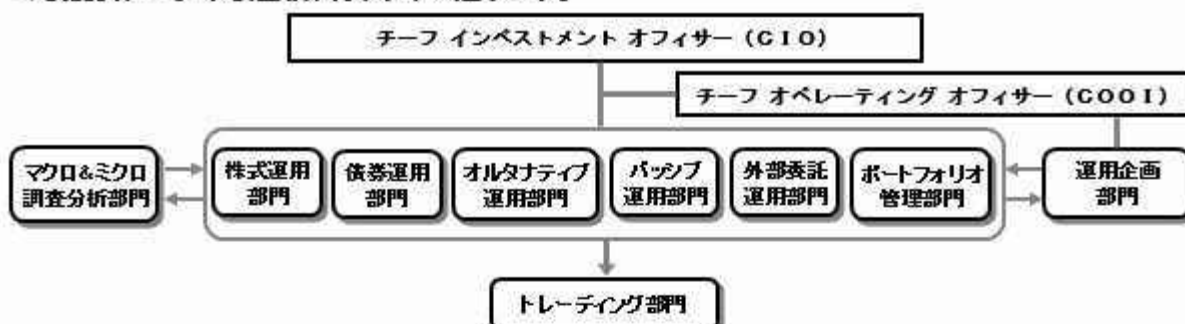 チーフ インベストメント オフィサー (CIO)
チーフ オペレーティング オフィサー (COOI)
マクロ&ミクロ
調査分析部門
株式運用
部門
債券運用
部門
オルタナティブ
運用部門
パッシブ
運用部門
外部委託
運用部門
ポートフォリオ
管理部門
運用企画
部門
トレーディング部門